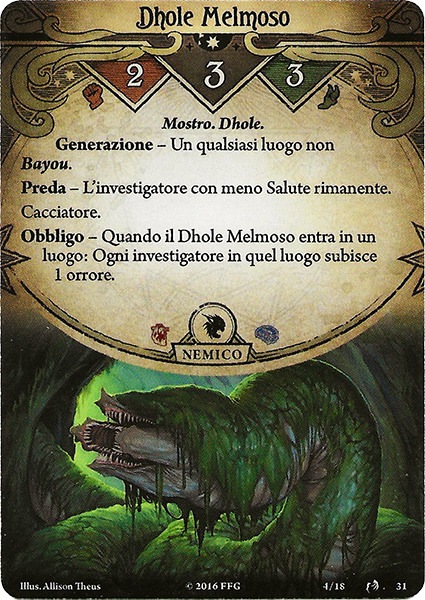 Dhole Melmoso
2 3 3
Mostro. Dhole.
Generazione – Un qualsiasi luogo non
Bayou.
Preda – L’investigatore con meno Salute rimanente.
Cacciatore.
Obbligo – Quando il Dhole Melmoso entra in un
luogo: Ogni investigatore in quel luogo subisce
1 orrore.
NEMICO
Illus. Allison Theus © 2016 FFG 4/18 31